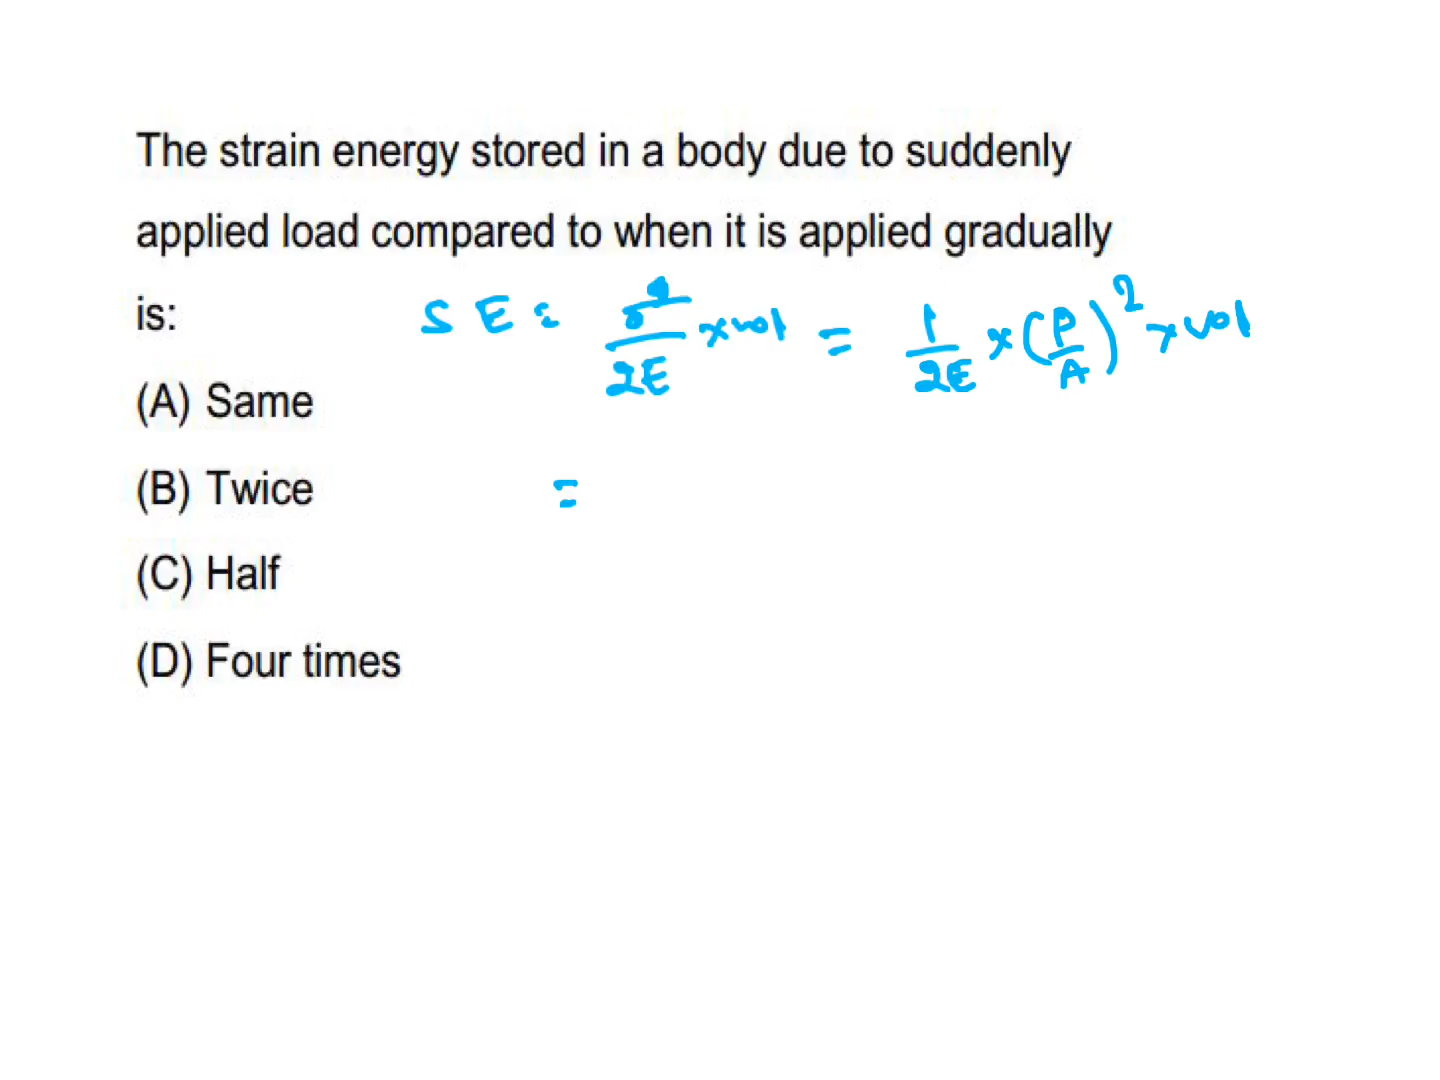 The strain energy stored in a body due to suddenly
applied load compared to when it is applied gradually
is:
S E = σ²/2E × vol = 1/2E × (P/A)² × vol
(A) Same
(B) Twice
=
(C) Half
(D) Four times